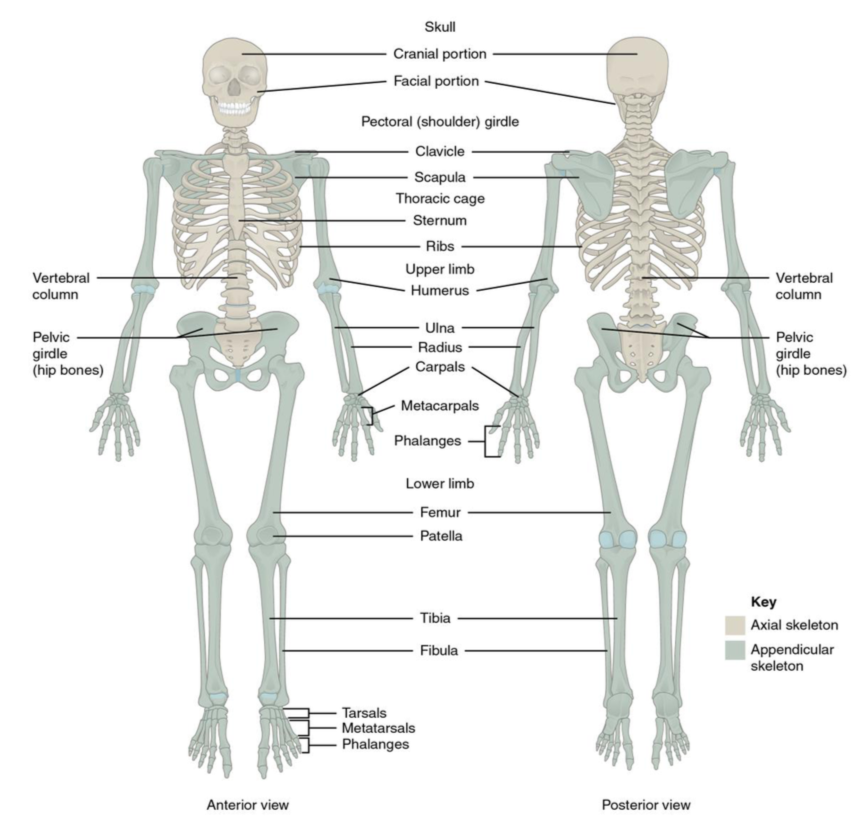 Skull
Cranial portion
Facial portion
Pectoral (shoulder) girdle
Clavicle
Scapula
Thoracic cage
Sternum
Ribs
Upper limb
Humerus
Vertebral
column
Vertebral
column
Ulna
Radius
Pelvic
girdle
(hip bones)
Pelvic
girdle
(hip bones)
Carpals
Metacarpals
Phalanges
Lower limb
Femur
Patella
Tibia
Fibula
Key
Axial skeleton
Appendicular
skeleton
Tarsals
Metatarsals
Phalanges
Anterior view
Posterior view